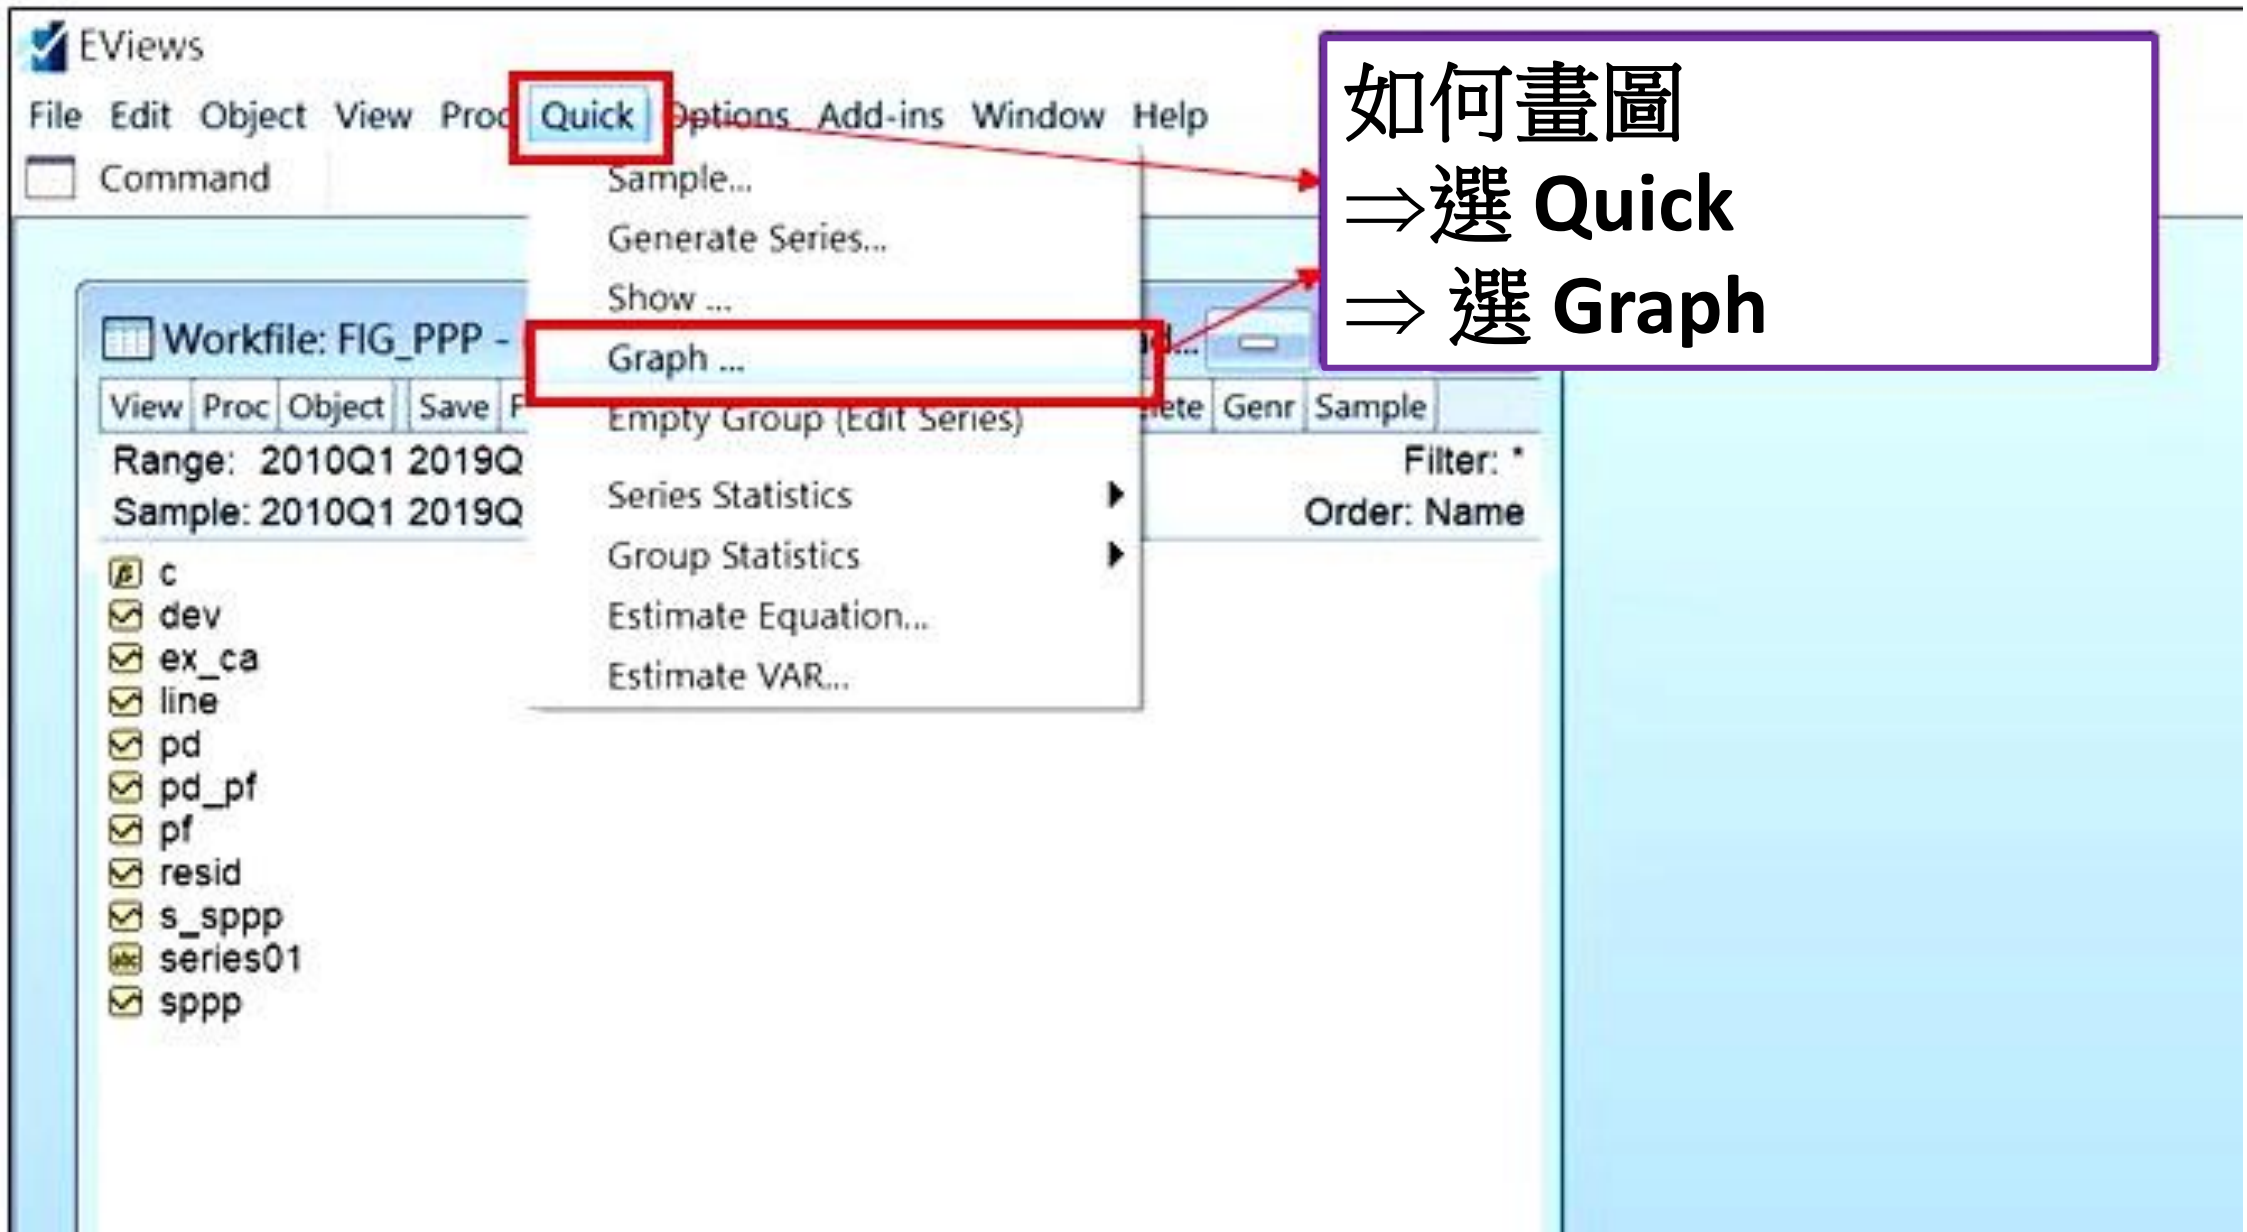 EViews
File Edit Object View Proc Quick Options Add-ins Window Help
Command
如何畫圖
⇒選 Quick
⇒ 選 Graph
Sample...
Generate Series...
Show ...
Graph ...
Empty Group (Edit Series)
Series Statistics
Group Statistics
Estimate Equation...
Estimate VAR...
Workfile: FIG_PPP -
View Proc Object Save Genr Sample
Range: 2010Q1 2019Q
Filter: *
Sample: 2010Q1 2019Q
Order: Name
c
dev
ex_ca
line
pd
pd_pf
pf
resid
s_sppp
series01
sppp